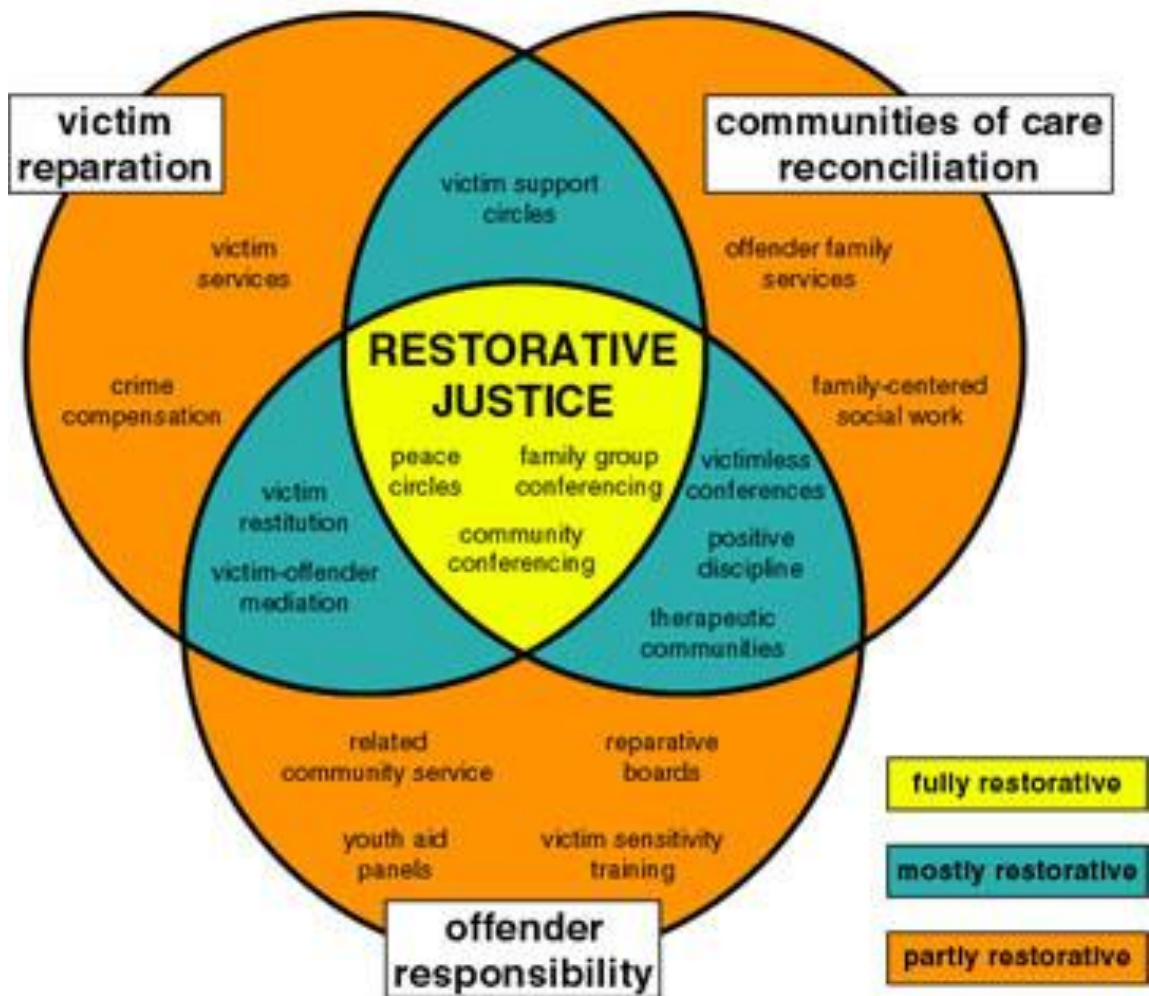 victim
reparation
communities of care
reconciliation
victim support
circles
victim
services
offender family
services
RESTORATIVE
JUSTICE
crime
compensation
family-centered
social work
peace
circles
family group
conferencing
victimless
conferences
victim
restitution
community
conferencing
positive
discipline
victim-offender
mediation
therapeutic
communities
related
community service
reparative
boards
youth aid
panels
victim sensitivity
training
offender
responsibility
fully restorative
mostly restorative
partly restorative